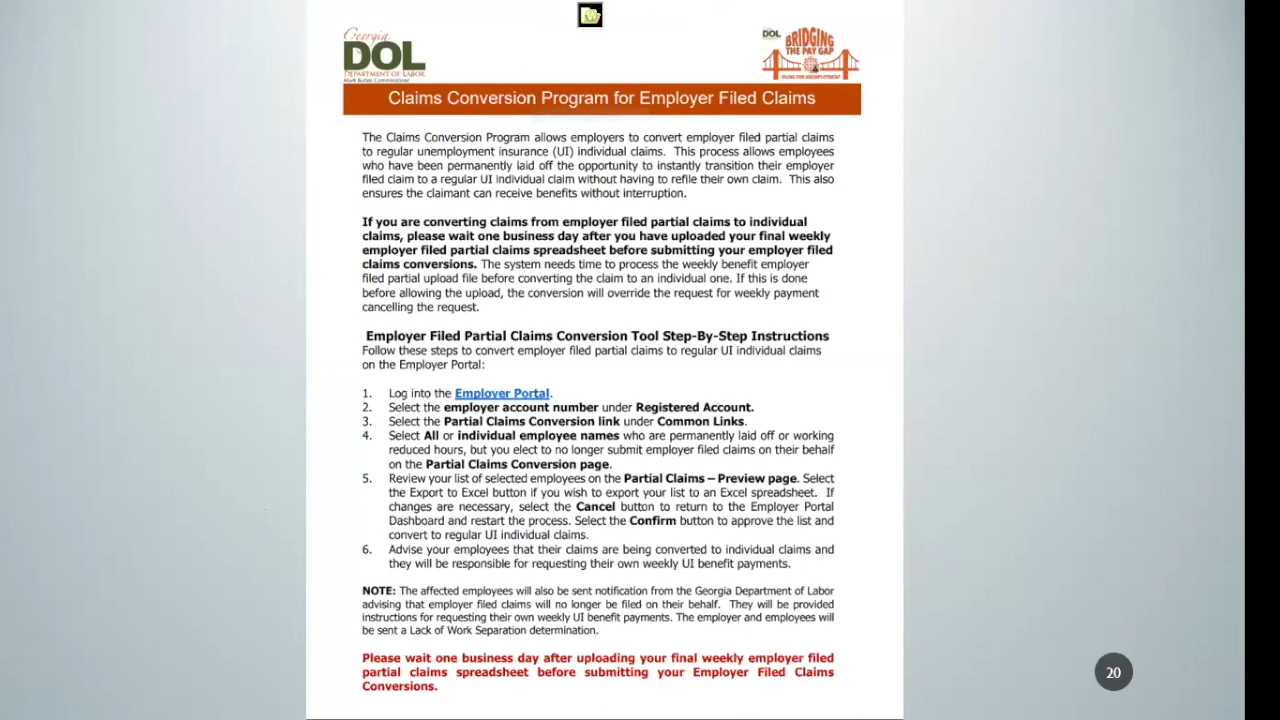 Georgia
DOL
DEPARTMENT OF LABOR
Mark Butler, Commissioner
DOL
BRIDGING
THE PAY GAP
Claims Conversion Program for Employer Filed Claims
The Claims Conversion Program allows employers to convert employer filed partial claims
to regular unemployment insurance (UI) individual claims. This process allows employees
who have been permanently laid off the opportunity to instantly transition their employer
filed claim to a regular UI individual claim without having to refile their own claim. This also
ensures the claimant can receive benefits without interruption.
If you are converting claims from employer filed partial claims to individual
claims, please wait one business day after you have uploaded your final weekly
employer filed partial claims spreadsheet before submitting your employer filed
claims conversions. The system needs time to process the weekly benefit employer
filed partial upload file before converting the claim to an individual one. If this is done
before allowing the upload, the conversion will override the request for weekly payment
cancelling the request.
Employer Filed Partial Claims Conversion Tool Step-By-Step Instructions
Follow these steps to convert employer filed partial claims to regular UI individual claims
on the Employer Portal:
1. Log into the Employer Portal.
2. Select the employer account number under Registered Account.
3. Select the Partial Claims Conversion link under Common Links.
4. Select All or individual employee names who are permanently laid off or working
reduced hours, but you elect to no longer submit employer filed claims on their behalf
on the Partial Claims Conversion page.
5. Review your list of selected employees on the Partial Claims – Preview page. Select
the Export to Excel button if you wish to export your list to an Excel spreadsheet. If
changes are necessary, select the Cancel button to return to the Employer Portal
Dashboard and restart the process. Select the Confirm button to approve the list and
convert to regular UI individual claims.
6. Advise your employees that their claims are being converted to individual claims and
they will be responsible for requesting their own weekly UI benefit payments.
NOTE: The affected employees will also be sent notification from the Georgia Department of Labor
advising that employer filed claims will no longer be filed on their behalf. They will be provided
instructions for requesting their own weekly UI benefit payments. The employer and employees will
be sent a Lack of Work Separation determination.
Please wait one business day after uploading your final weekly employer filed
partial claims spreadsheet before submitting your Employer Filed Claims
Conversions.
20